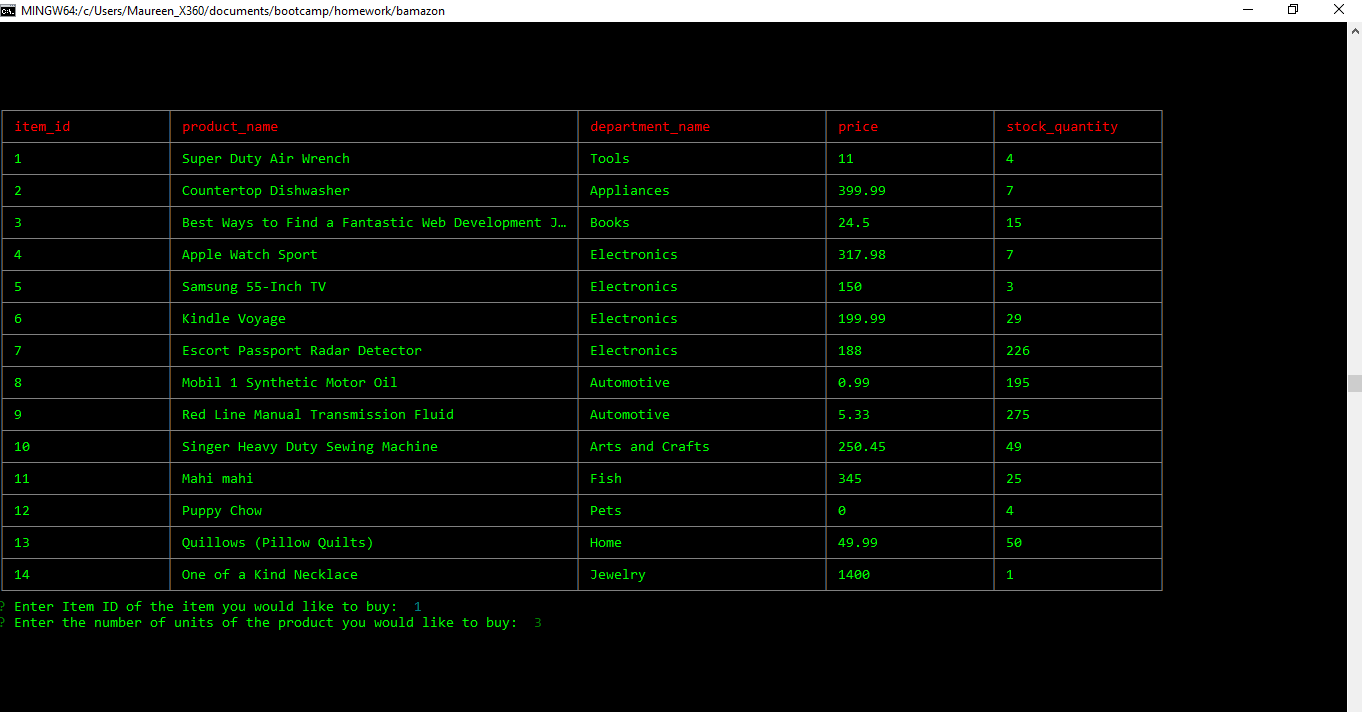 MINGW64:/c/Users/Maureen_X360/documents/bootcamp/homework/bamazon
item_id product_name department_name price stock_quantity
1 Super Duty Air Wrench Tools 11 4
2 Countertop Dishwasher Appliances 399.99 7
3 Best Ways to Find a Fantastic Web Development J… Books 24.5 15
4 Apple Watch Sport Electronics 317.98 7
5 Samsung 55-Inch TV Electronics 150 3
6 Kindle Voyage Electronics 199.99 29
7 Escort Passport Radar Detector Electronics 188 226
8 Mobil 1 Synthetic Motor Oil Automotive 0.99 195
9 Red Line Manual Transmission Fluid Automotive 5.33 275
10 Singer Heavy Duty Sewing Machine Arts and Crafts 250.45 49
11 Mahi mahi Fish 345 25
12 Puppy Chow Pets 0 4
13 Quillows (Pillow Quilts) Home 49.99 50
14 One of a Kind Necklace Jewelry 1400 1
? Enter Item ID of the item you would like to buy: 1
? Enter the number of units of the product you would like to buy: 3